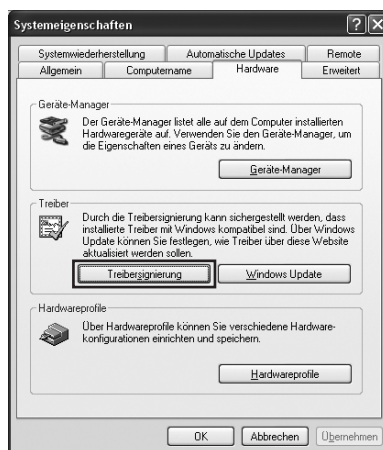 Systemeigenschaften
Systemwiederherstellung Automatische Updates Remote
Allgemein Computername Hardware Erweitert
Geräte-Manager
Der Geräte-Manager listet alle auf dem Computer installierten
Hardwaregeräte auf. Verwenden Sie den Geräte-Manager, um
die Eigenschaften eines Geräts zu ändern.
Geräte-Manager
Treiber
Durch die Treibersignierung kann sichergestellt werden, dass
installierte Treiber mit Windows kompatibel sind. Über Windows
Update können Sie festlegen, wie Treiber über diese Website
aktualisiert werden sollen.
Treibersignierung Windows Update
Hardwareprofile
Über Hardwareprofile können Sie verschiedene Hardware-
konfigurationen einrichten und speichern.
Hardwareprofile
OK Abbrechen Übernehmen